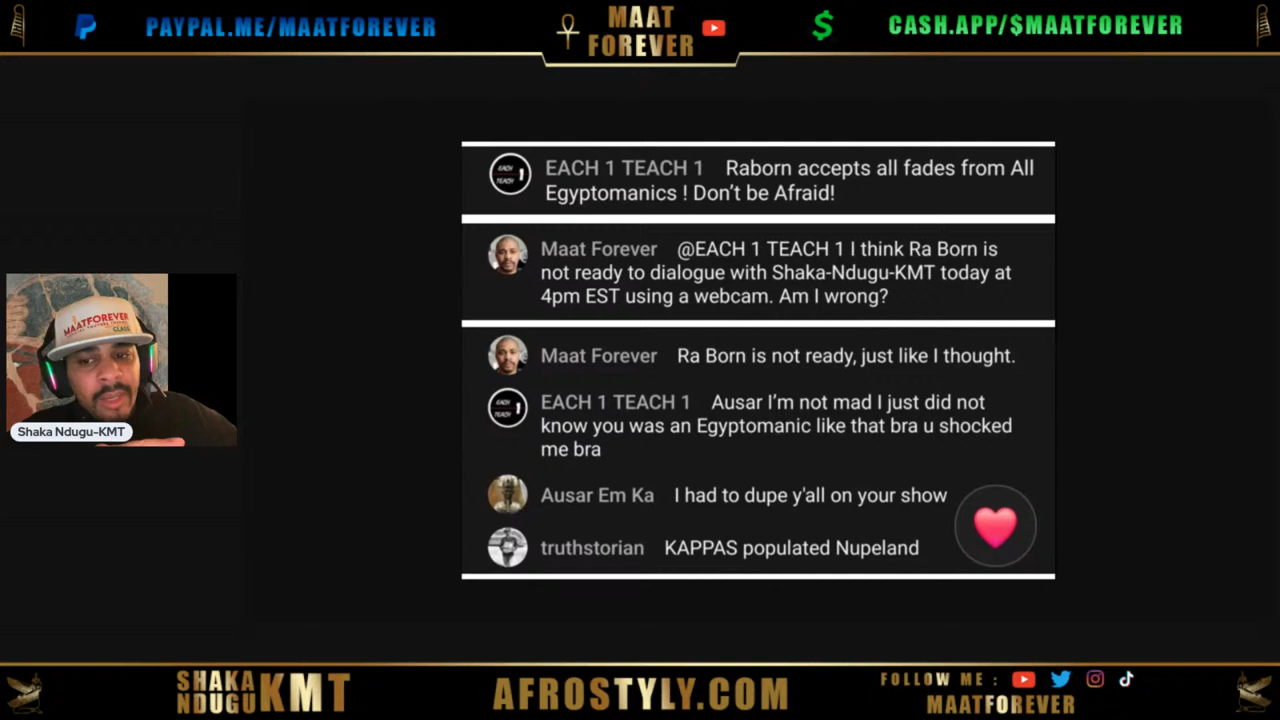 PAYPAL.ME/MAATFOREVER
MAAT
FOREVER
CASH.APP/$MAATFOREVER
EACH 1 TEACH 1 Raborn accepts all fades from All
Egyptomanics ! Don’t be Afraid!
Maat Forever @EACH 1 TEACH 1 I think Ra Born is
not ready to dialogue with Shaka-Ndugu-KMT today at
4pm EST using a webcam. Am I wrong?
Maat Forever Ra Born is not ready, just like I thought.
EACH 1 TEACH 1 Ausar I’m not mad I just did not
know you was an Egyptomanic like that bra u shocked
me bra
Ausar Em Ka I had to dupe y'all on your show
truthstorian KAPPAS populated Nupeland
MAATFOREVER
CLASS
Shaka Ndugu-KMT
SHAKA
NDUGU KMT
AFROSTYLY.COM
FOLLOW ME :
MAATFOREVER